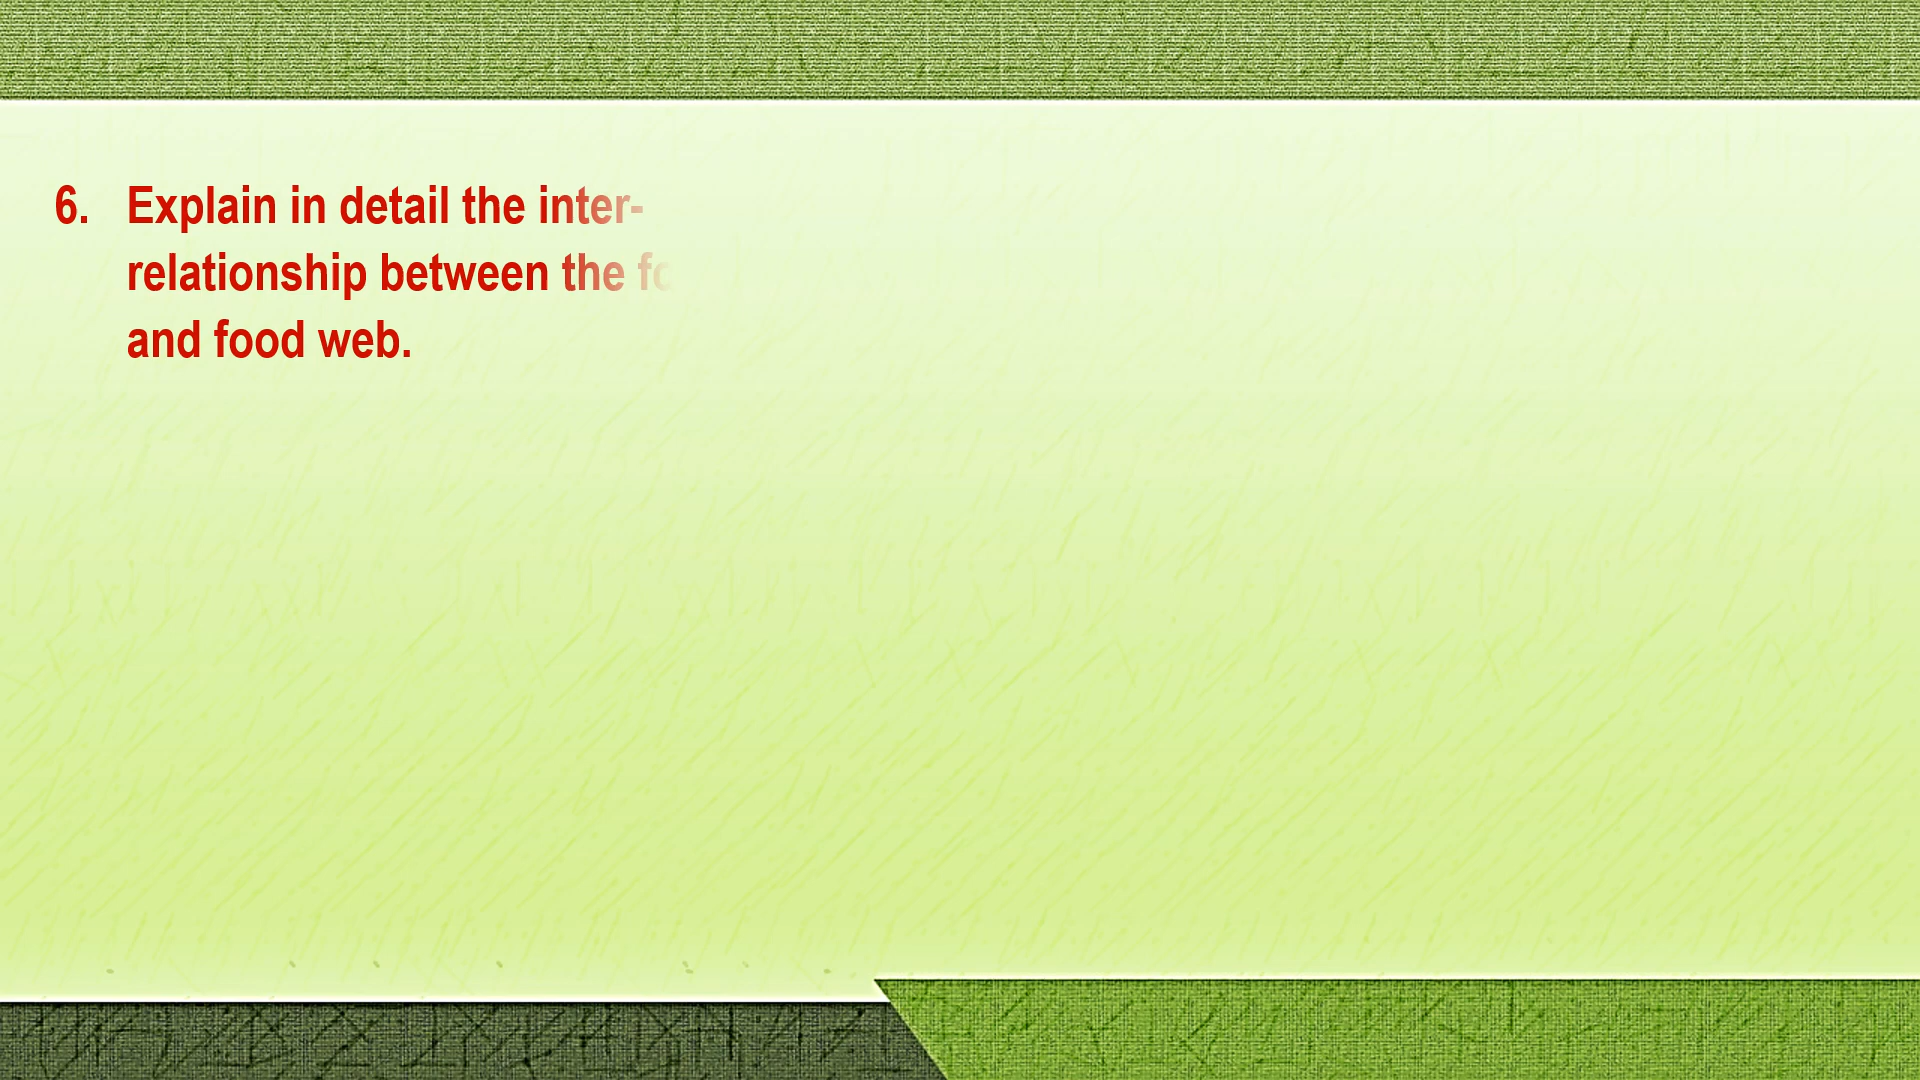 6. Explain in detail the inter-
relationship between the
and food web.